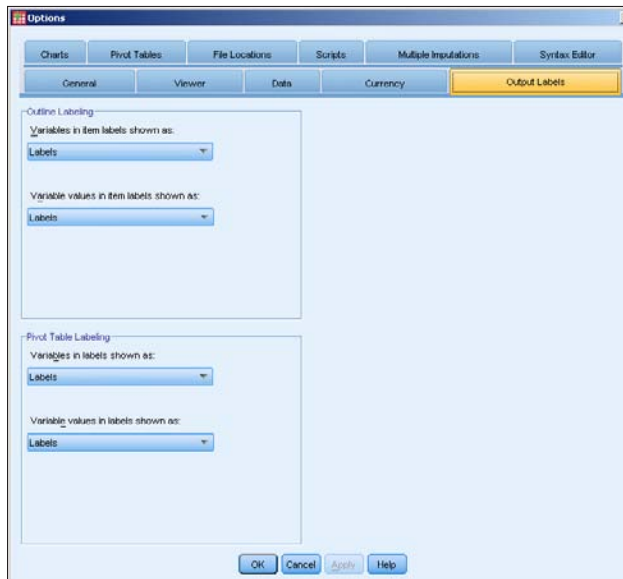 Options
Charts Pivot Tables File Locations Scripts Multiple Imputations Syntax Editor
General Viewer Data Currency Output Labels
Outline Labeling
Variables in item labels shown as:
Labels
Variable values in item labels shown as:
Labels
Pivot Table Labeling
Variables in labels shown as:
Labels
Variable values in labels shown as:
Labels
OK Cancel Apply Help